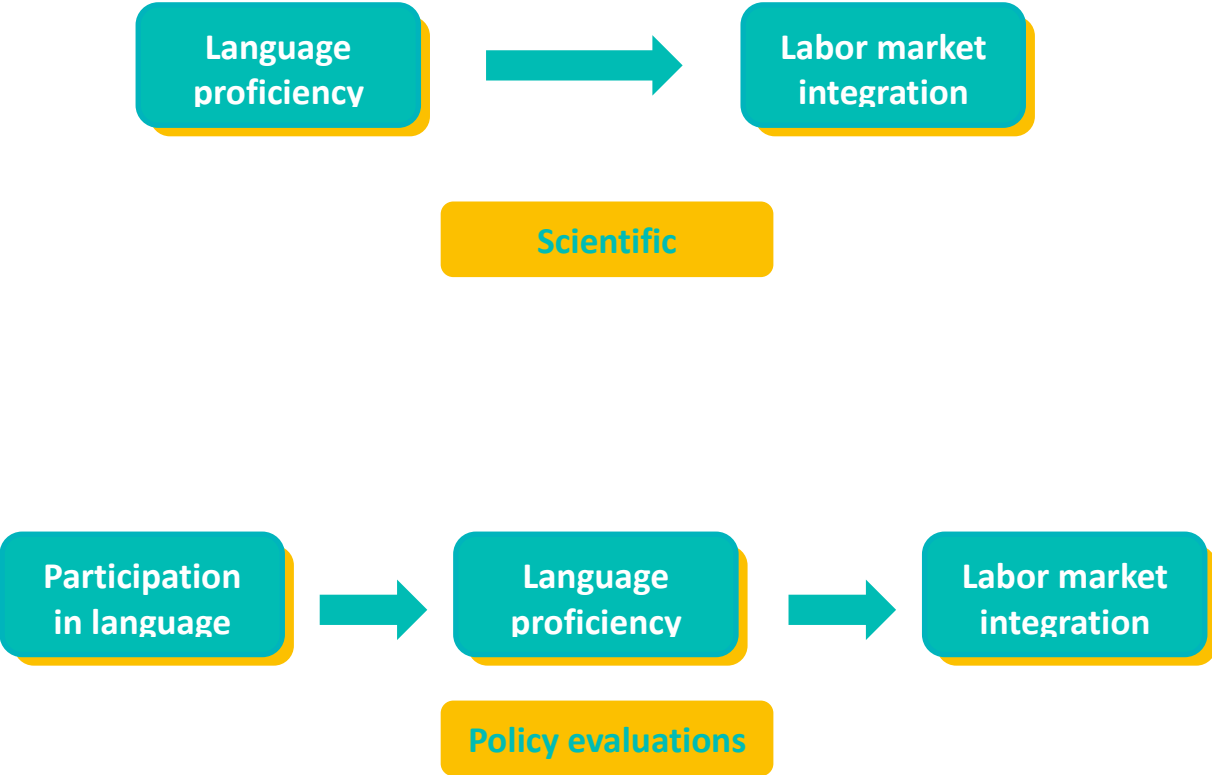 Language
proficiency
Labor market
integration
Scientific
Participation
in language
Language
proficiency
Labor market
integration
Policy evaluations